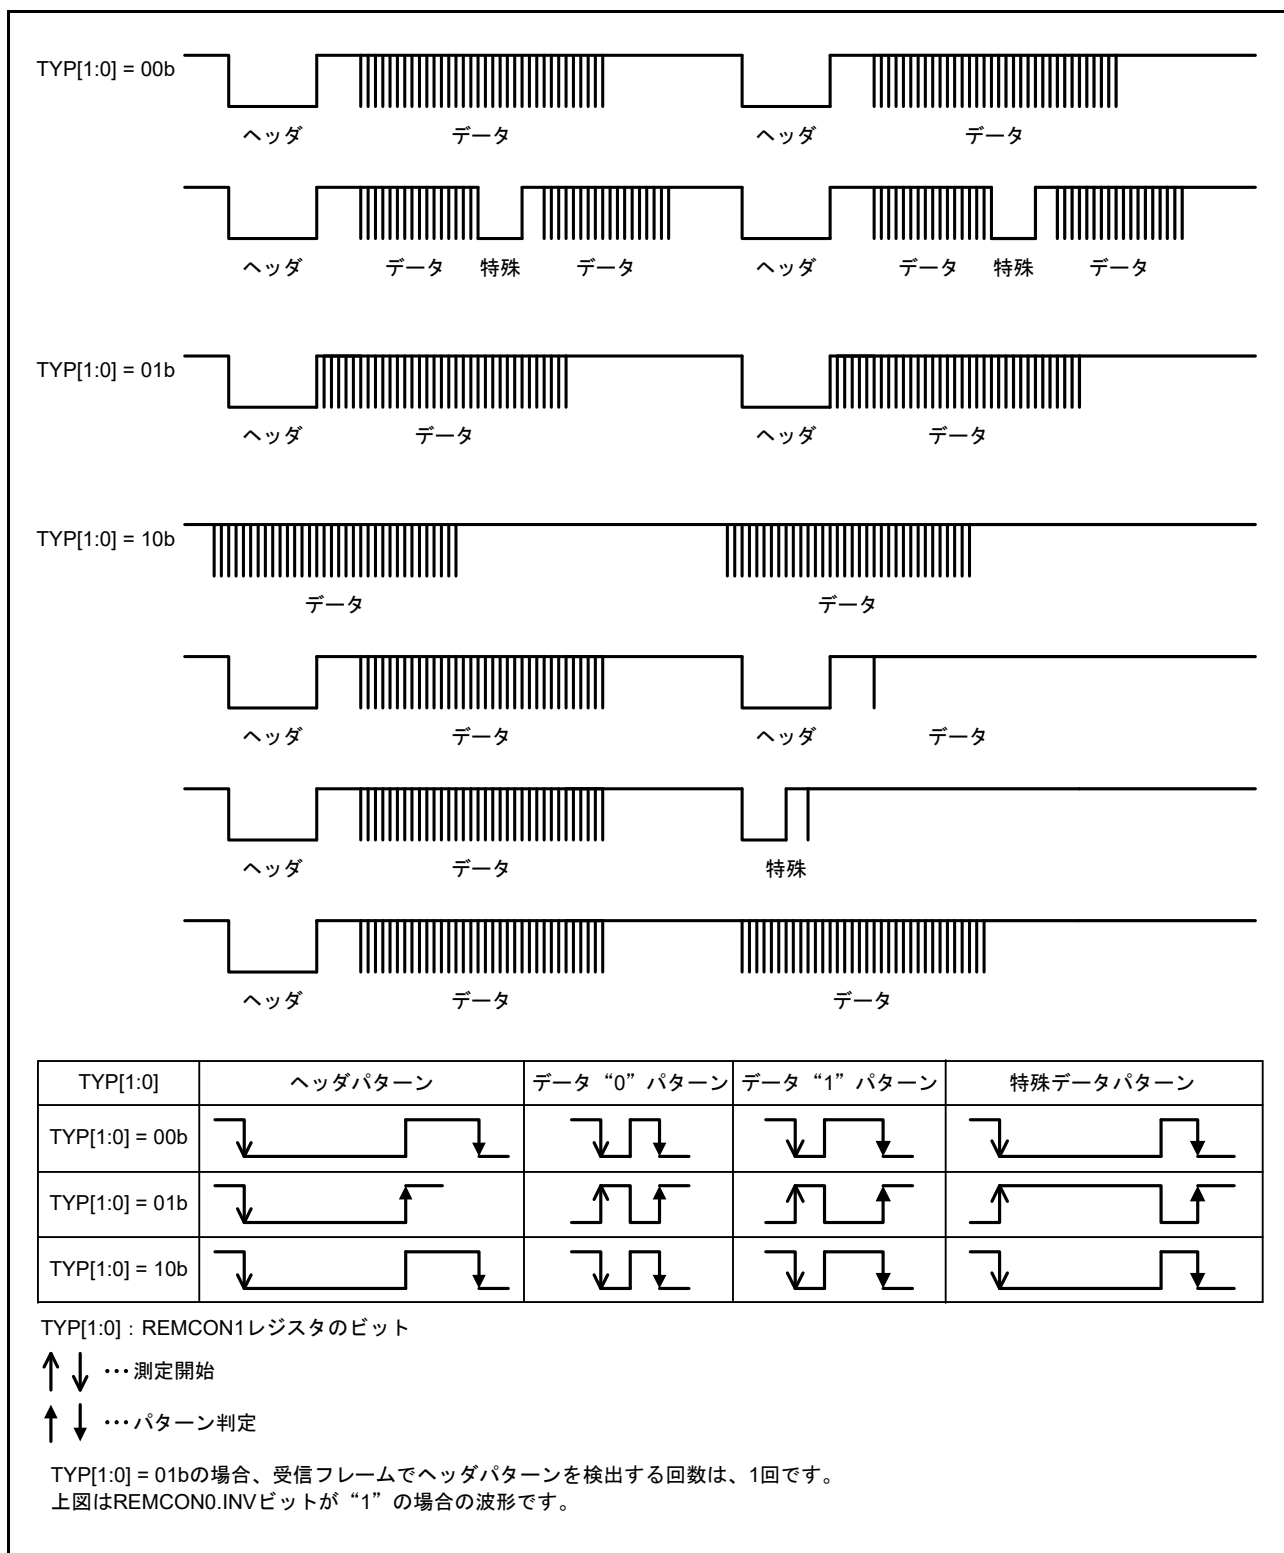 TYP[1:0] = 00b
ヘッダ データ ヘッダ データ
ヘッダ データ 特殊 データ ヘッダ データ 特殊 データ
TYP[1:0] = 01b
ヘッダ データ ヘッダ データ
TYP[1:0] = 10b
データ データ
ヘッダ データ ヘッダ データ
ヘッダ データ 特殊
ヘッダ データ データ
TYP[1:0] ヘッダパターン データ“0”パターン データ“1”パターン 特殊データパターン
TYP[1:0] = 00b
TYP[1:0] = 01b
TYP[1:0] = 10b
TYP[1:0]：REMCON1レジスタのビット
…測定開始
…パターン判定
TYP[1:0] = 01bの場合、受信フレームでヘッダパターンを検出する回数は、1回です。
上図はREMCON0.INVビットが“1”の場合の波形です。